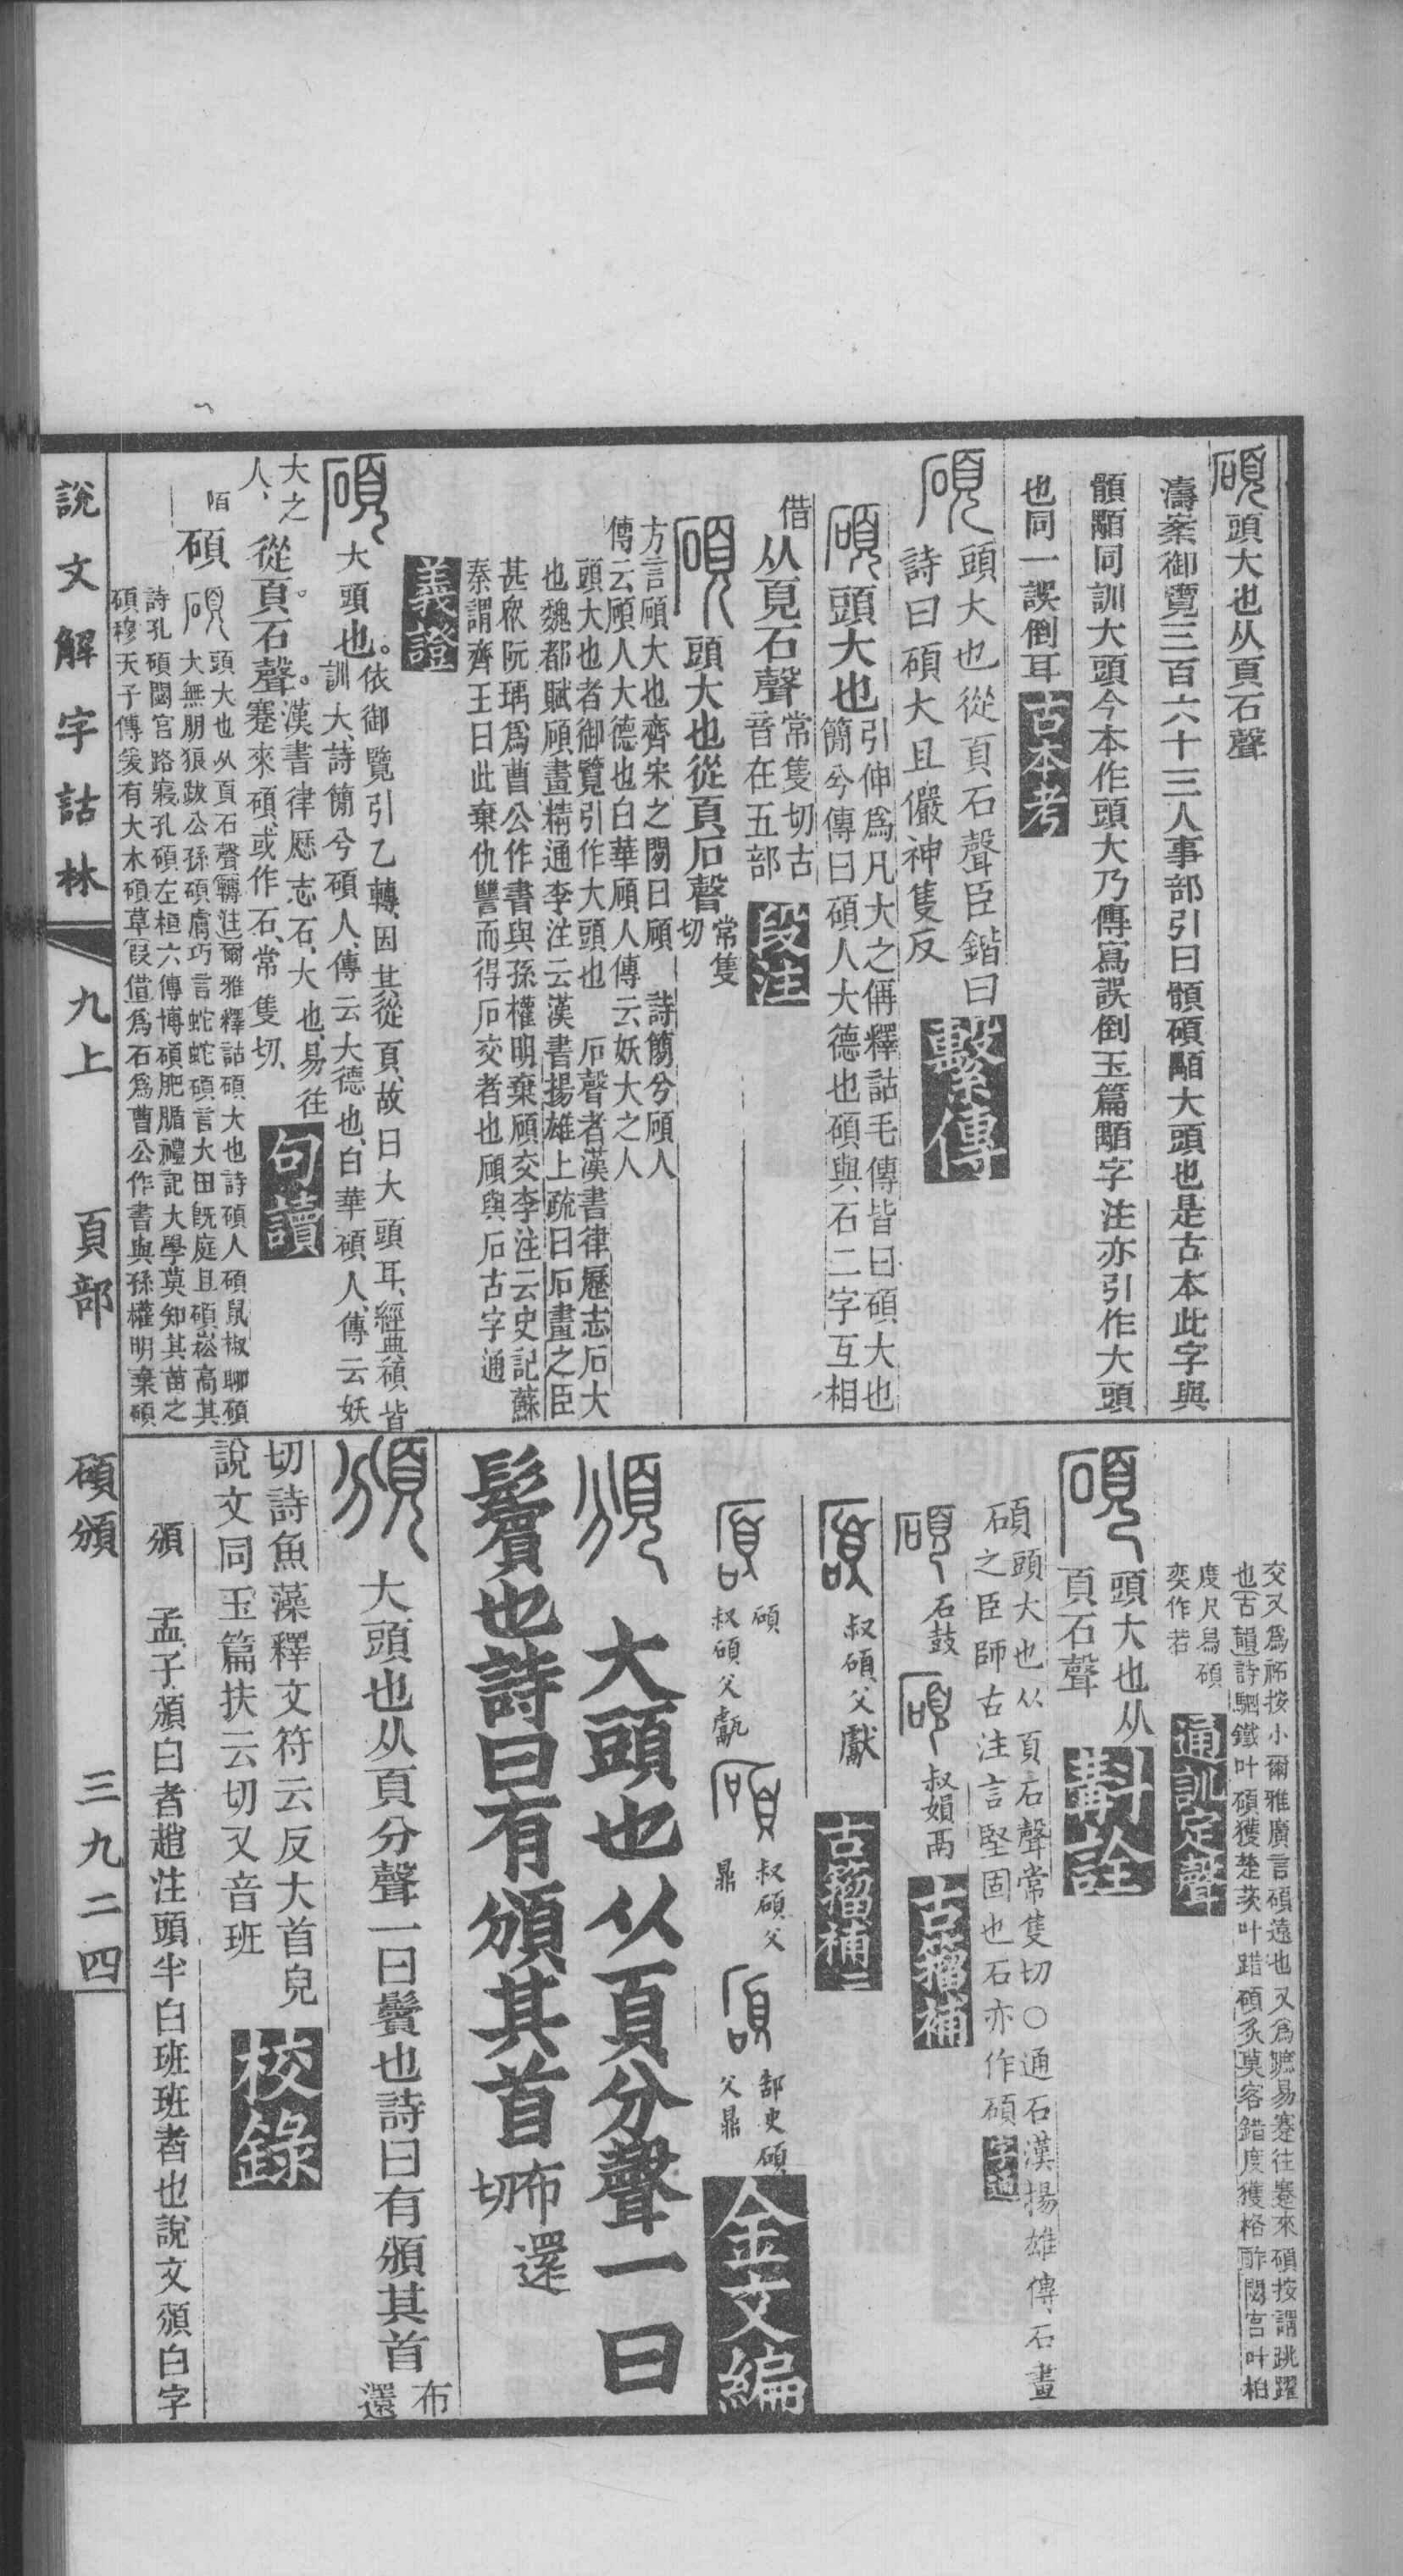 碩頭大也从頁石聲
濤案御覽三百六十三人事部引曰頟碩顒大頭也是古本此字與
顒同訓大頭今本作頭大乃傳寫誤倒玉篇顒字注亦引作大頭
也同一誤倒耳古本考
碩頭大也從頁石聲臣鍇曰
詩曰碩大且儼神隻反繫傳
碩頭大也引伸爲凡大之偁釋詁毛傳皆曰碩大也
簡兮傳曰碩人大德也碩與石二字互相
借从頁石聲常隻切古
音在五部段注
碩頭大也從頁石聲常隻
切
方言碩大也齊宋之閒曰碩 詩簡兮碩人
傳云碩人大德也白華碩人傳云妖大之人
頭大也者御覽引作大頭也 石聲者漢書律歷志石大
也魏都賦碩畫精通李注云漢書揚雄上疏曰石畫之臣
甚衆阮瑀爲曹公作書與孫權明棄碩交李注云史記蘇
秦謂齊王曰此棄仇讐而得石交者也碩與石古字通
義證
碩大頭也。依御覽引乙轉、因其從頁、故曰大頭耳、經典碩皆
訓大、詩簡兮碩人、傳云大德也、白華碩人、傳云妖
大之
人、從頁。石聲。漢書律厯志石、大也、易往
蹇來碩、或作石、常隻切、句讀
碩 碩頭大也从頁石聲轉注爾雅釋詁碩大也詩碩人碩鼠椒聊碩
陌 大無朋狼跋公孫碩膚巧言蛇蛇碩言大田旣庭且碩崧高其
詩孔碩閟宮路寢孔碩左桓六傳博碩肥腯禮記大學莫知其苗之
碩穆天子傳爰有大木碩草叚借爲石爲曹公作書與孫權明棄碩
交又爲祏按小爾雅廣言碩遠也又爲蹠易蹇往蹇來碩按謂跳躍
也古韻詩駟鐵叶碩獲楚茨叶踖碩炙莫客錯度獲格酢閟宮叶柏
度尺舄碩
奕作若通訓定聲
碩頭大也从
頁石聲斠詮
碩頭大也从頁石聲常隻切〇通石漢揚雄傳、石畫
之臣師古注言堅固也石亦作碩字通
碩石鼓碩叔媢鬲古籀補
碩叔碩父獻古籀補二
碩碩
叔碩父甗碩叔碩父
鼎碩郜史碩
父鼎金文編
頒大頭也从頁分聲一曰
鬢也詩曰有頒其首布還
切
頒大頭也从頁分聲一曰鬢也詩曰有頒其首布
還
切詩魚藻釋文符云反大首皃
說文同玉篇扶云切又音班校錄
頒 孟子頒白者趙注頭半白班班者也說文頒白字
說文解字詁林 九上 頁部 碩頒 三九二四